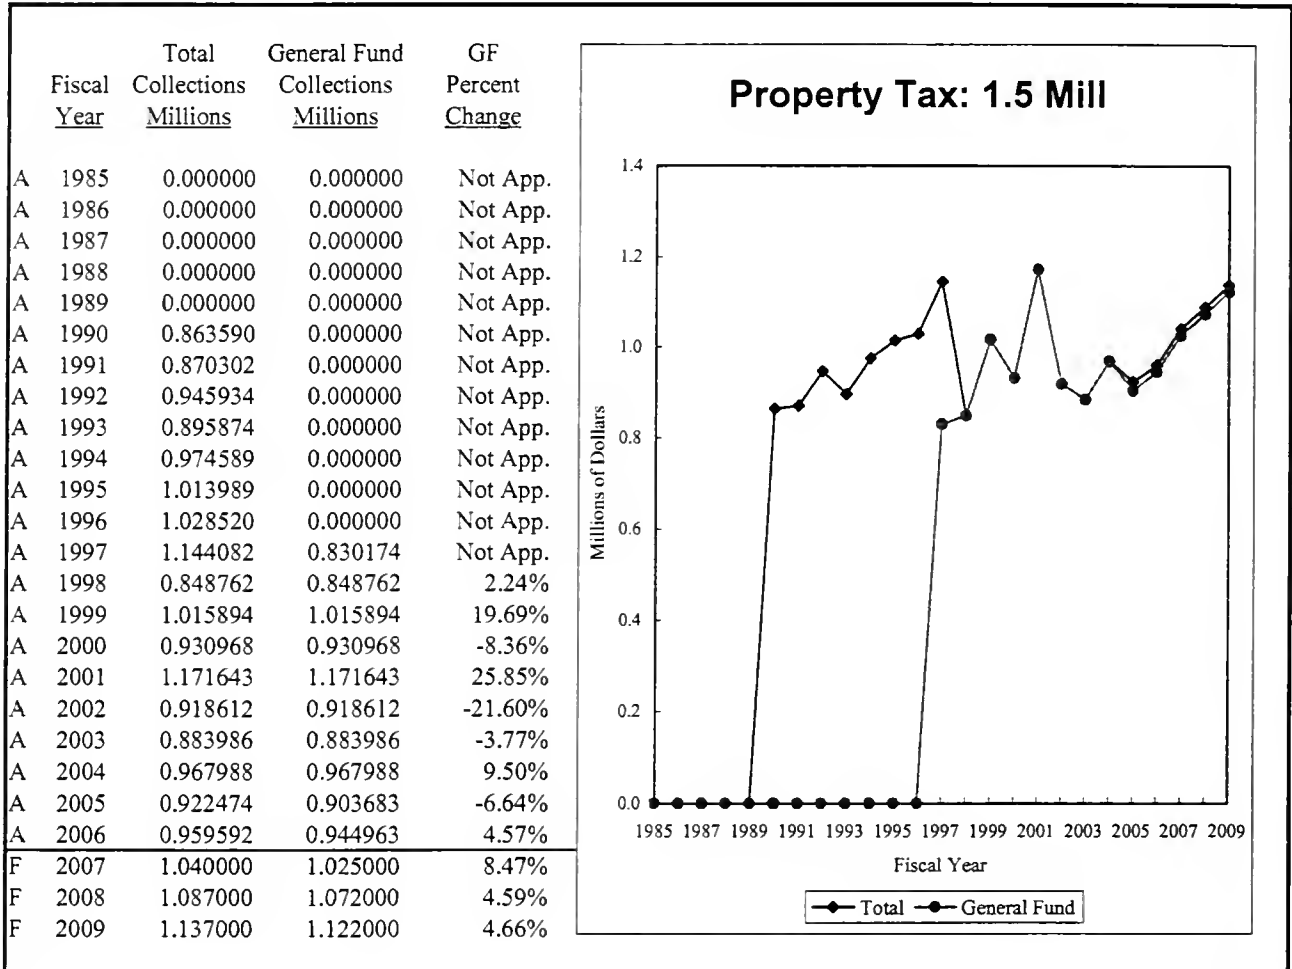 Total General Fund GF
Fiscal Collections Collections Percent
Year Millions Millions Change
A 1985 0.000000 0.000000 Not App.
A 1986 0.000000 0.000000 Not App.
A 1987 0.000000 0.000000 Not App.
A 1988 0.000000 0.000000 Not App.
A 1989 0.000000 0.000000 Not App.
A 1990 0.863590 0.000000 Not App.
A 1991 0.870302 0.000000 Not App.
A 1992 0.945934 0.000000 Not App.
A 1993 0.895874 0.000000 Not App.
A 1994 0.974589 0.000000 Not App.
A 1995 1.013989 0.000000 Not App.
A 1996 1.028520 0.000000 Not App.
A 1997 1.144082 0.830174 Not App.
A 1998 0.848762 0.848762 2.24%
A 1999 1.015894 1.015894 19.69%
A 2000 0.930968 0.930968 -8.36%
A 2001 1.171643 1.171643 25.85%
A 2002 0.918612 0.918612 -21.60%
A 2003 0.883986 0.883986 -3.77%
A 2004 0.967988 0.967988 9.50%
A 2005 0.922474 0.903683 -6.64%
A 2006 0.959592 0.944963 4.57%
F 2007 1.040000 1.025000 8.47%
F 2008 1.087000 1.072000 4.59%
F 2009 1.137000 1.122000 4.66%
Property Tax: 1.5 Mill
1.4
1.2
1.0
0.8
0.6
0.4
0.2
0.0
Millions of Dollars
1985 1987 1989 1991 1993 1995 1997 1999 2001 2003 2005 2007 2009
Fiscal Year
Total General Fund